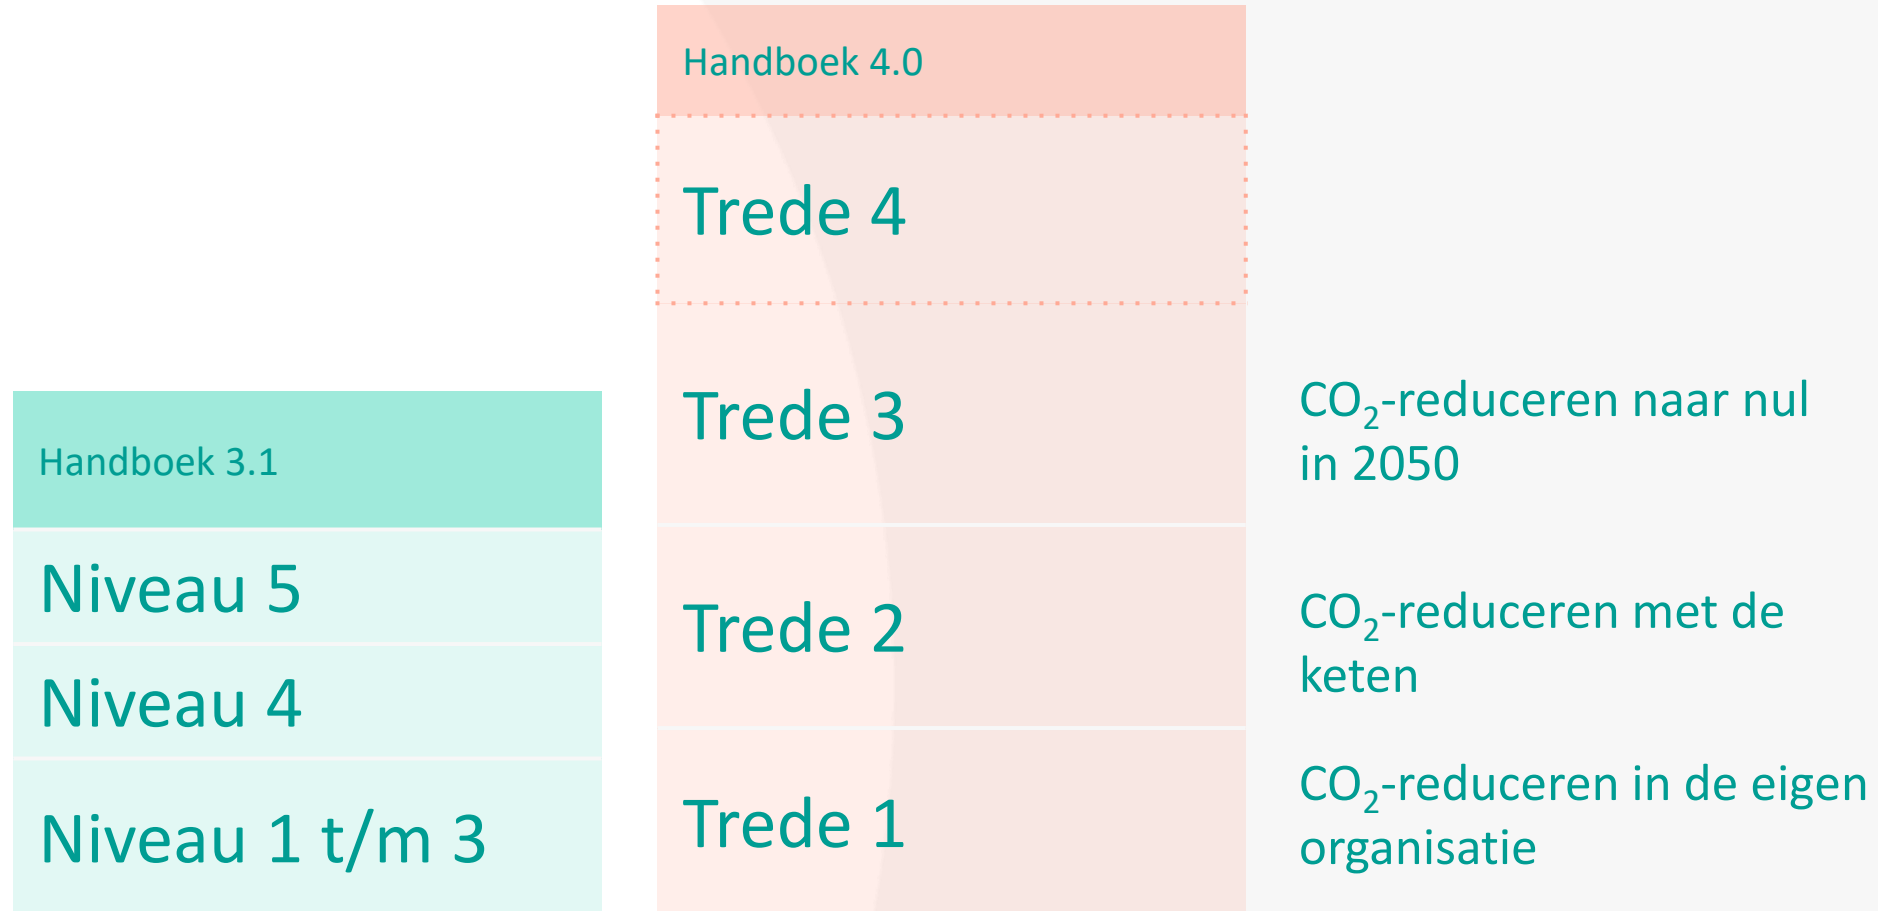 Handboek 3.1
Niveau 5
Niveau 4
Niveau 1 t/m 3
Handboek 4.0
Trede 4
Trede 3
Trede 2
Trede 1
CO₂-reduceren naar nul
in 2050
CO₂-reduceren met de
keten
CO₂-reduceren in de eigen
organisatie